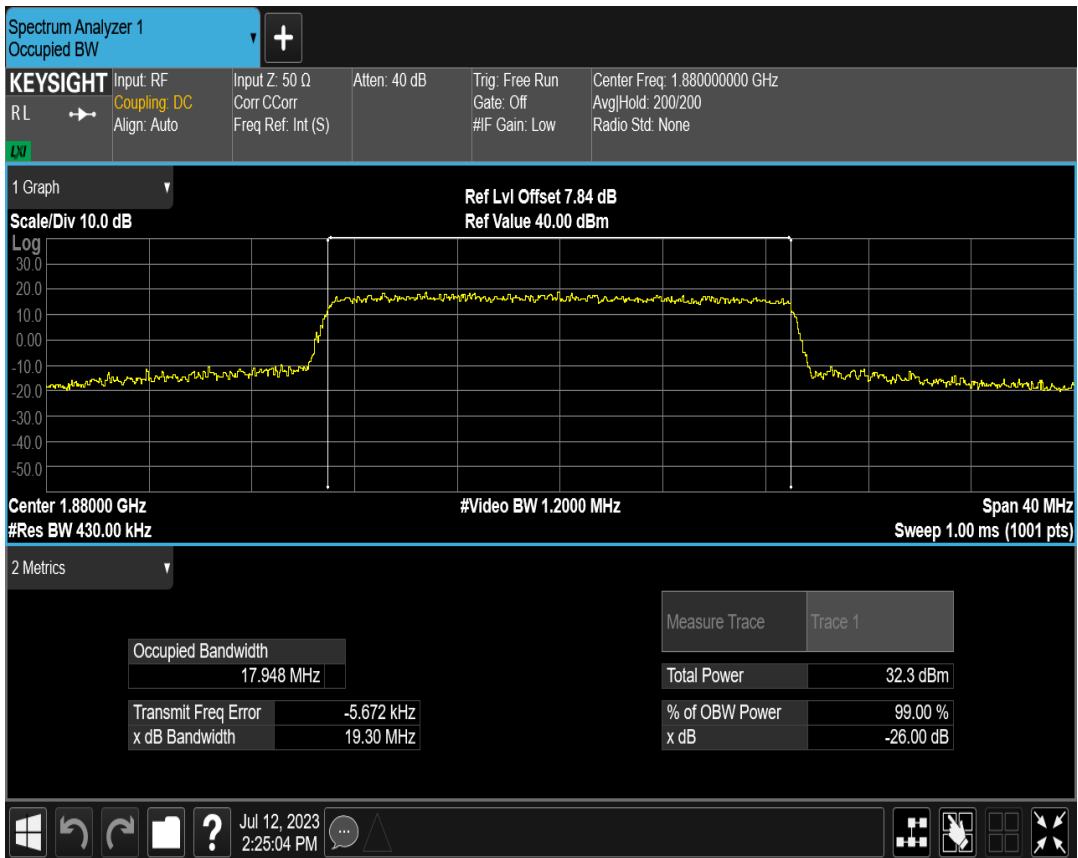 Spectrum Analyzer 1
Occupied BW
KEYSIGHT
R L
LXI
Input: RF
Coupling: DC
Align: Auto
Input Z: 50 Ω
Corr CCorr
Freq Ref: Int (S)
Atten: 40 dB
Trig: Free Run
Gate: Off
#IF Gain: Low
Center Freq: 1.880000000 GHz
Avg|Hold: 200/200
Radio Std: None
1 Graph
Scale/Div 10.0 dB
Ref Lvl Offset 7.84 dB
Ref Value 40.00 dBm
Log
30.0
20.0
10.0
0.00
-10.0
-20.0
-30.0
-40.0
-50.0
Center 1.88000 GHz
#Video BW 1.2000 MHz
Span 40 MHz
#Res BW 430.00 kHz
Sweep 1.00 ms (1001 pts)
2 Metrics
Measure Trace
Trace 1
Occupied Bandwidth
17.948 MHz
Total Power 32.3 dBm
Transmit Freq Error -5.672 kHz
% of OBW Power 99.00 %
x dB Bandwidth 19.30 MHz
x dB -26.00 dB
?
Jul 12, 2023
2:25:04 PM